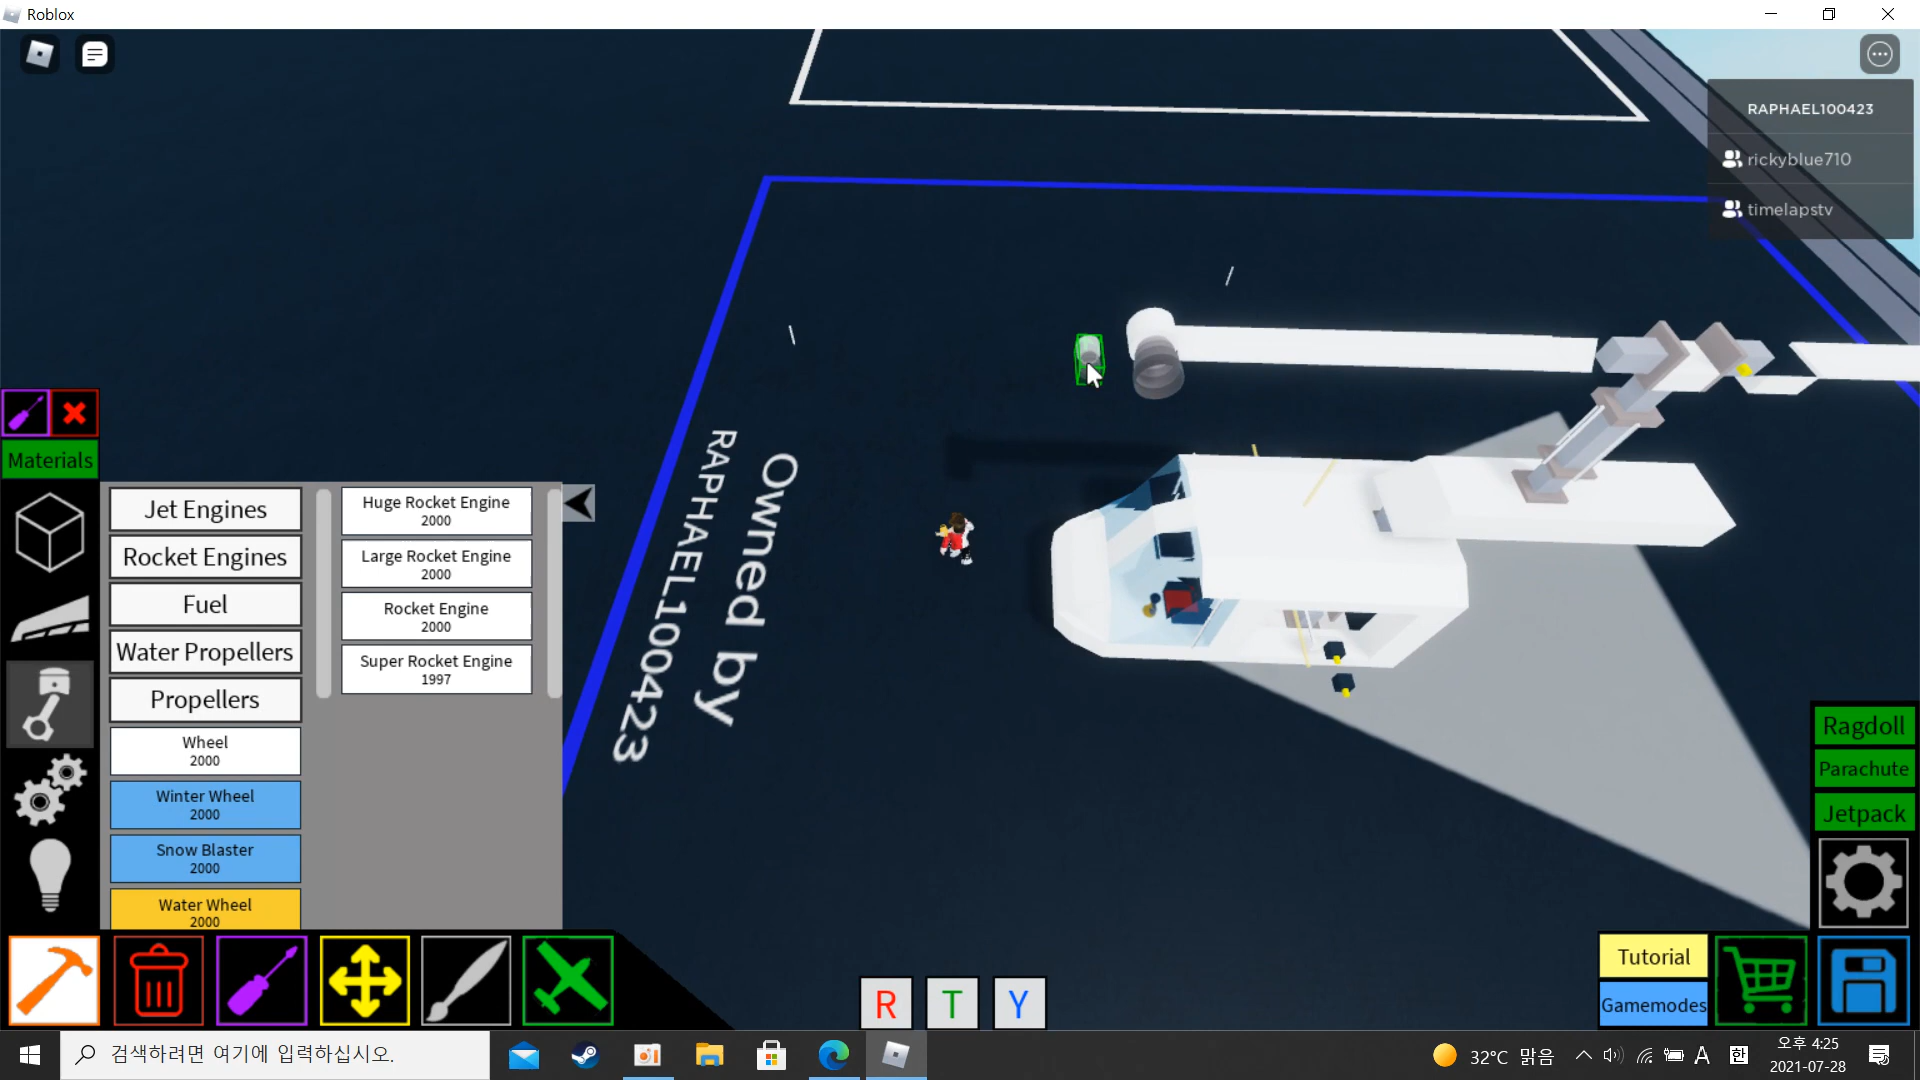 Roblox
RAPHAEL100423
rickyblue710
timelapstv
Owned by
RAPHAEL100423
Materials
Jet Engines
Rocket Engines
Fuel
Water Propellers
Propellers
Wheel
2000
Winter Wheel
2000
Snow Blaster
2000
Water Wheel
2000
Huge Rocket Engine
2000
Large Rocket Engine
2000
Rocket Engine
2000
Super Rocket Engine
1997
Ragdoll
Parachute
Jetpack
Tutorial
Gamemodes
R
T
Y
검색하려면 여기에 입력하십시오.
32°C 맑음
A
한
오후 4:25
2021-07-28